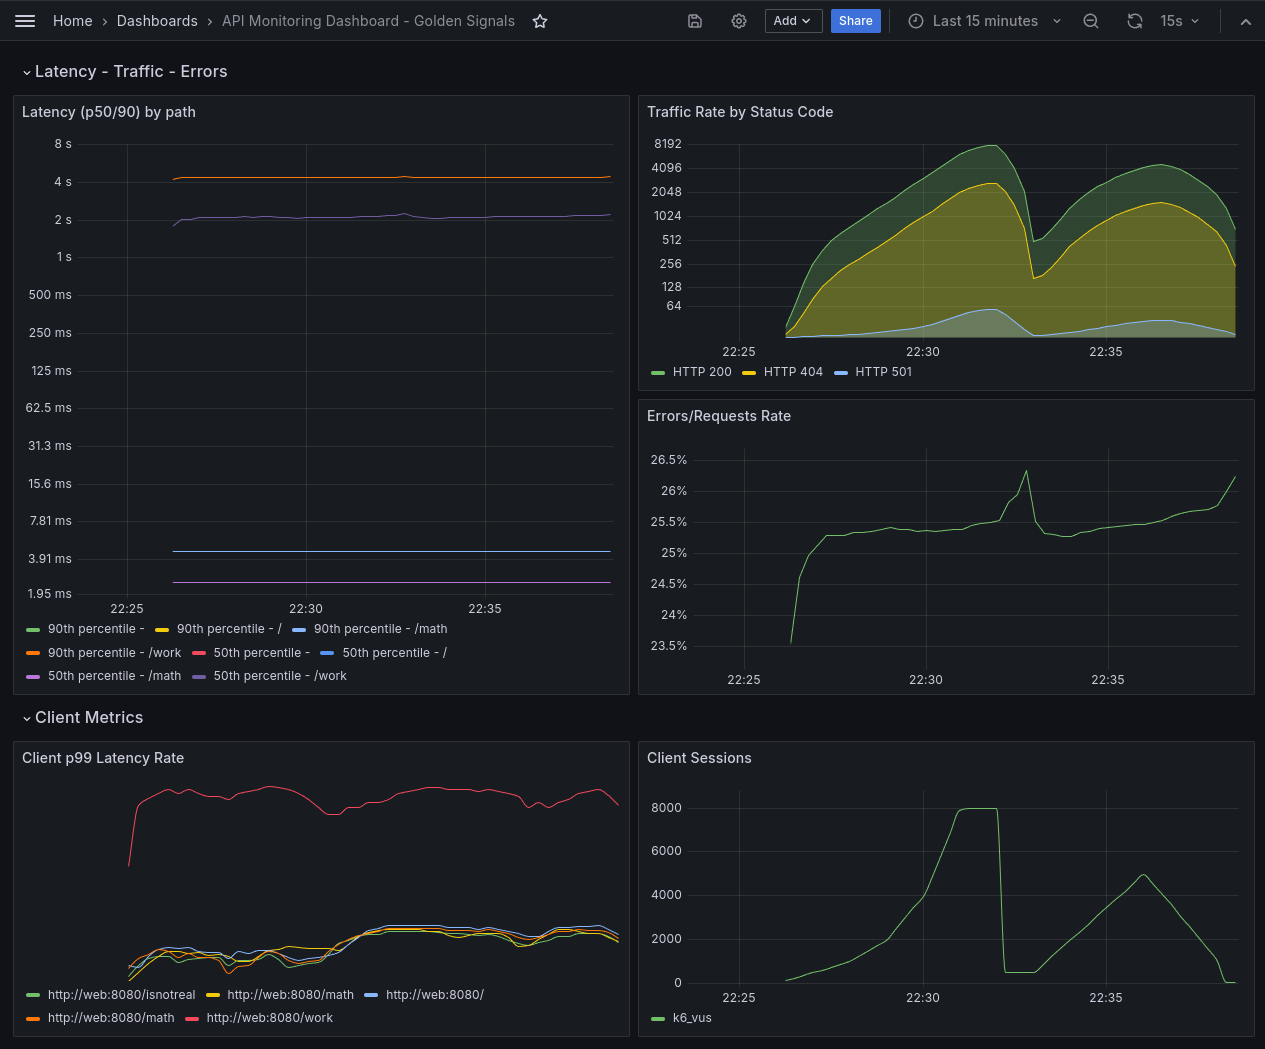 Home › Dashboards › API Monitoring Dashboard - Golden Signals
Add
Share
Last 15 minutes
15s
Latency - Traffic - Errors
Latency (p50/90) by path
8 s
4 s
2 s
1 s
500 ms
250 ms
125 ms
62.5 ms
31.3 ms
15.6 ms
7.81 ms
3.91 ms
1.95 ms
22:25 22:30 22:35
90th percentile - 90th percentile - / 90th percentile - /math
90th percentile - /work 50th percentile - 50th percentile - /
50th percentile - /math 50th percentile - /work
Traffic Rate by Status Code
8192
4096
2048
1024
512
256
128
64
22:25 22:30 22:35
HTTP 200 HTTP 404 HTTP 501
Errors/Requests Rate
26.5%
26%
25.5%
25%
24.5%
24%
23.5%
22:25 22:30 22:35
Client Metrics
Client p99 Latency Rate
http://web:8080/isnotreal http://web:8080/math http://web:8080/
http://web:8080/math http://web:8080/work
Client Sessions
8000
6000
4000
2000
0
22:25 22:30 22:35
k6_vus